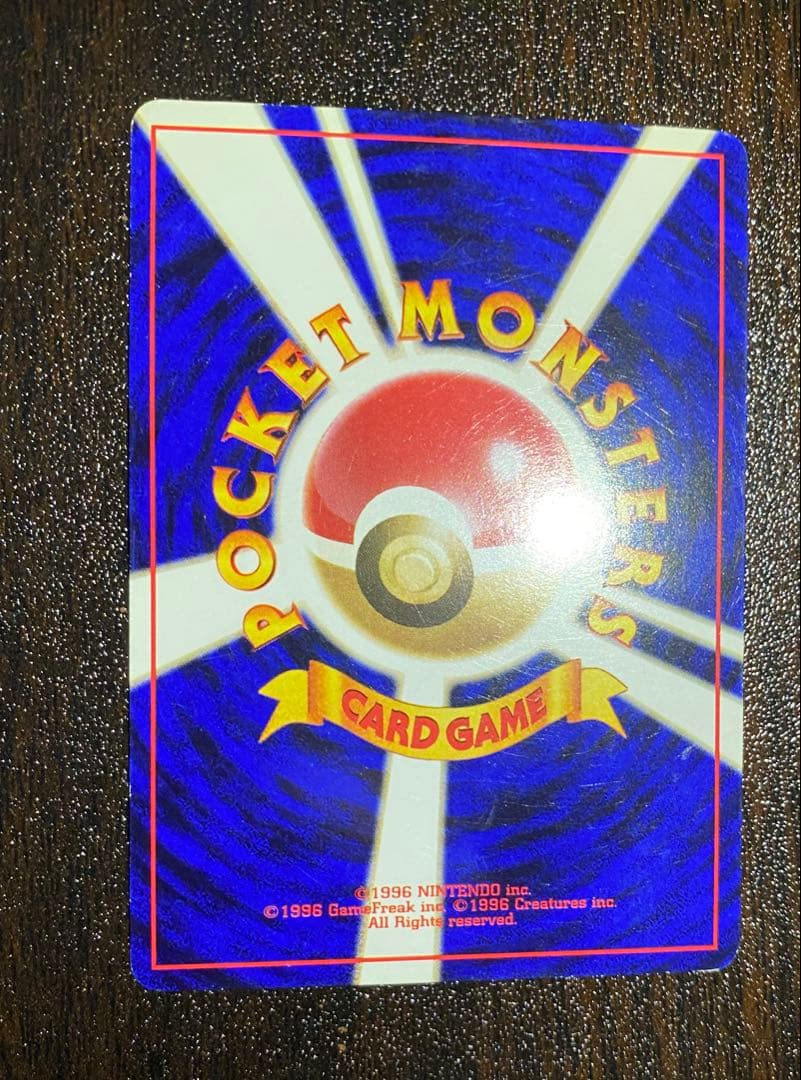 POCKET MONSTERS
CARD GAME
©1996 NINTENDO inc.
©1996 GameFreak inc. ©1996 Creatures inc.
All Rights reserved.